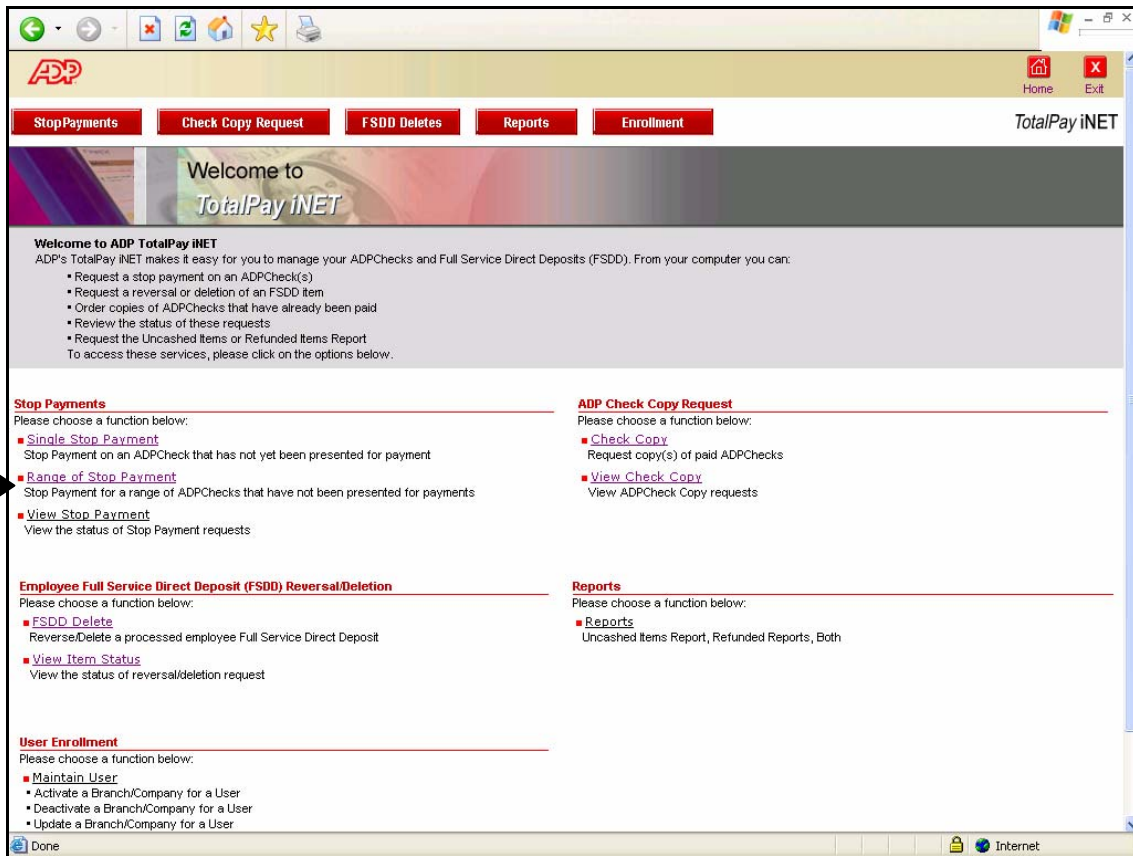 ADP
Home
Exit
StopPayments
Check Copy Request
FSDD Deletes
Reports
Enrollment
TotalPay iNET
Welcome to
TotalPay iNET
Welcome to ADP TotalPay iNET
ADP's TotalPay iNET makes it easy for you to manage your ADPChecks and Full Service Direct Deposits (FSDD). From your computer you can:
▪ Request a stop payment on an ADPCheck(s)
▪ Request a reversal or deletion of an FSDD item
▪ Order copies of ADPChecks that have already been paid
▪ Review the status of these requests
▪ Request the Uncashed Items or Refunded Items Report
To access these services, please click on the options below.
Stop Payments
Please choose a function below:
▪ Single Stop Payment
Stop Payment on an ADPCheck that has not yet been presented for payment
▪ Range of Stop Payment
Stop Payment for a range of ADPChecks that have not been presented for payments
▪ View Stop Payment
View the status of Stop Payment requests
ADP Check Copy Request
Please choose a function below:
▪ Check Copy
Request copy(s) of paid ADPChecks
▪ View Check Copy
View ADPCheck Copy requests
Employee Full Service Direct Deposit (FSDD) Reversal/Deletion
Please choose a function below:
▪ FSDD Delete
Reverse/Delete a processed employee Full Service Direct Deposit
▪ View Item Status
View the status of reversal/deletion request
Reports
Please choose a function below:
▪ Reports
Uncashed Items Report, Refunded Reports, Both
User Enrollment
Please choose a function below:
▪ Maintain User
▪ Activate a Branch/Company for a User
▪ Deactivate a Branch/Company for a User
▪ Update a Branch/Company for a User
Done
Internet